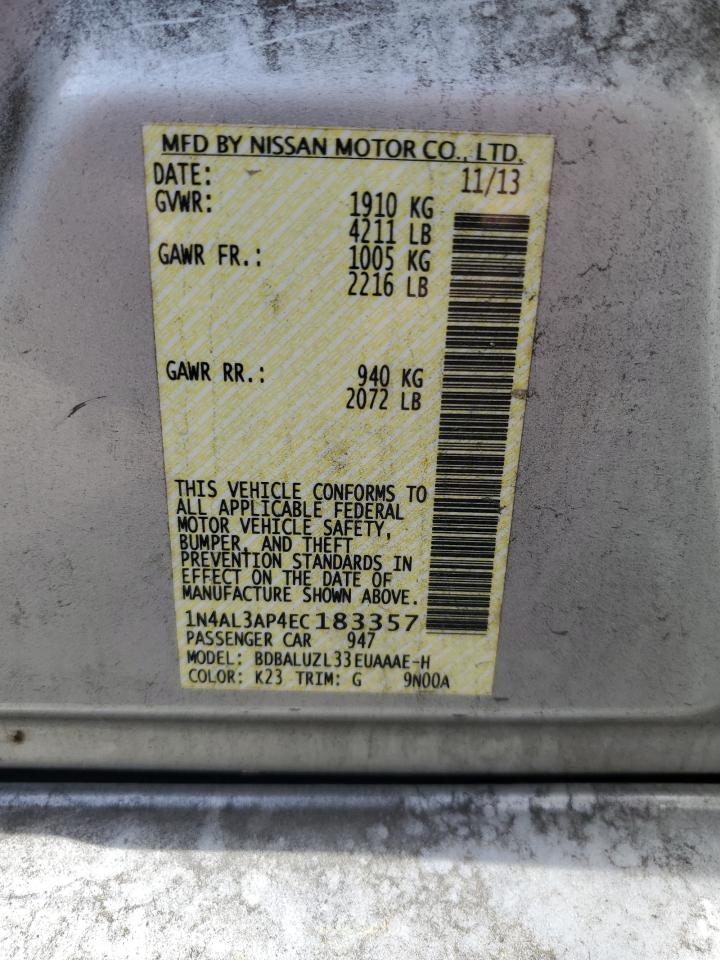 MFD BY NISSAN MOTOR CO., LTD.
DATE: 11/13
GVWR: 1910 KG
4211 LB
GAWR FR.: 1005 KG
2216 LB
GAWR RR.: 940 KG
2072 LB
THIS VEHICLE CONFORMS TO
ALL APPLICABLE FEDERAL
MOTOR VEHICLE SAFETY,
BUMPER, AND THEFT
PREVENTION STANDARDS IN
EFFECT ON THE DATE OF
MANUFACTURE SHOWN ABOVE.
1N4AL3AP4EC183357
PASSENGER CAR 947
MODEL: BDBALUZL33EUAAAE-H
COLOR: K23 TRIM: G 9N00A